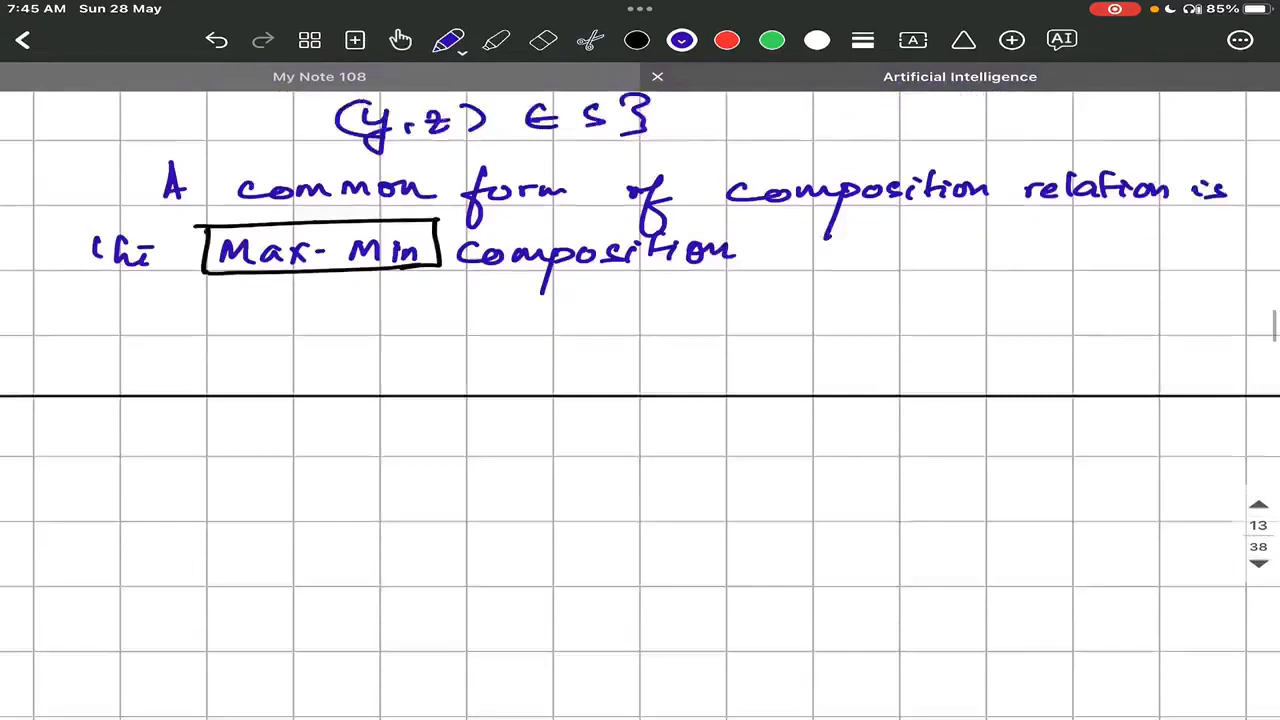 7:45 AM Sun 28 May
85%
AI
My Note 108
Artificial Intelligence
(y,z) ∈ S}
A common form of composition relation is
the Max-Min composition
13
38